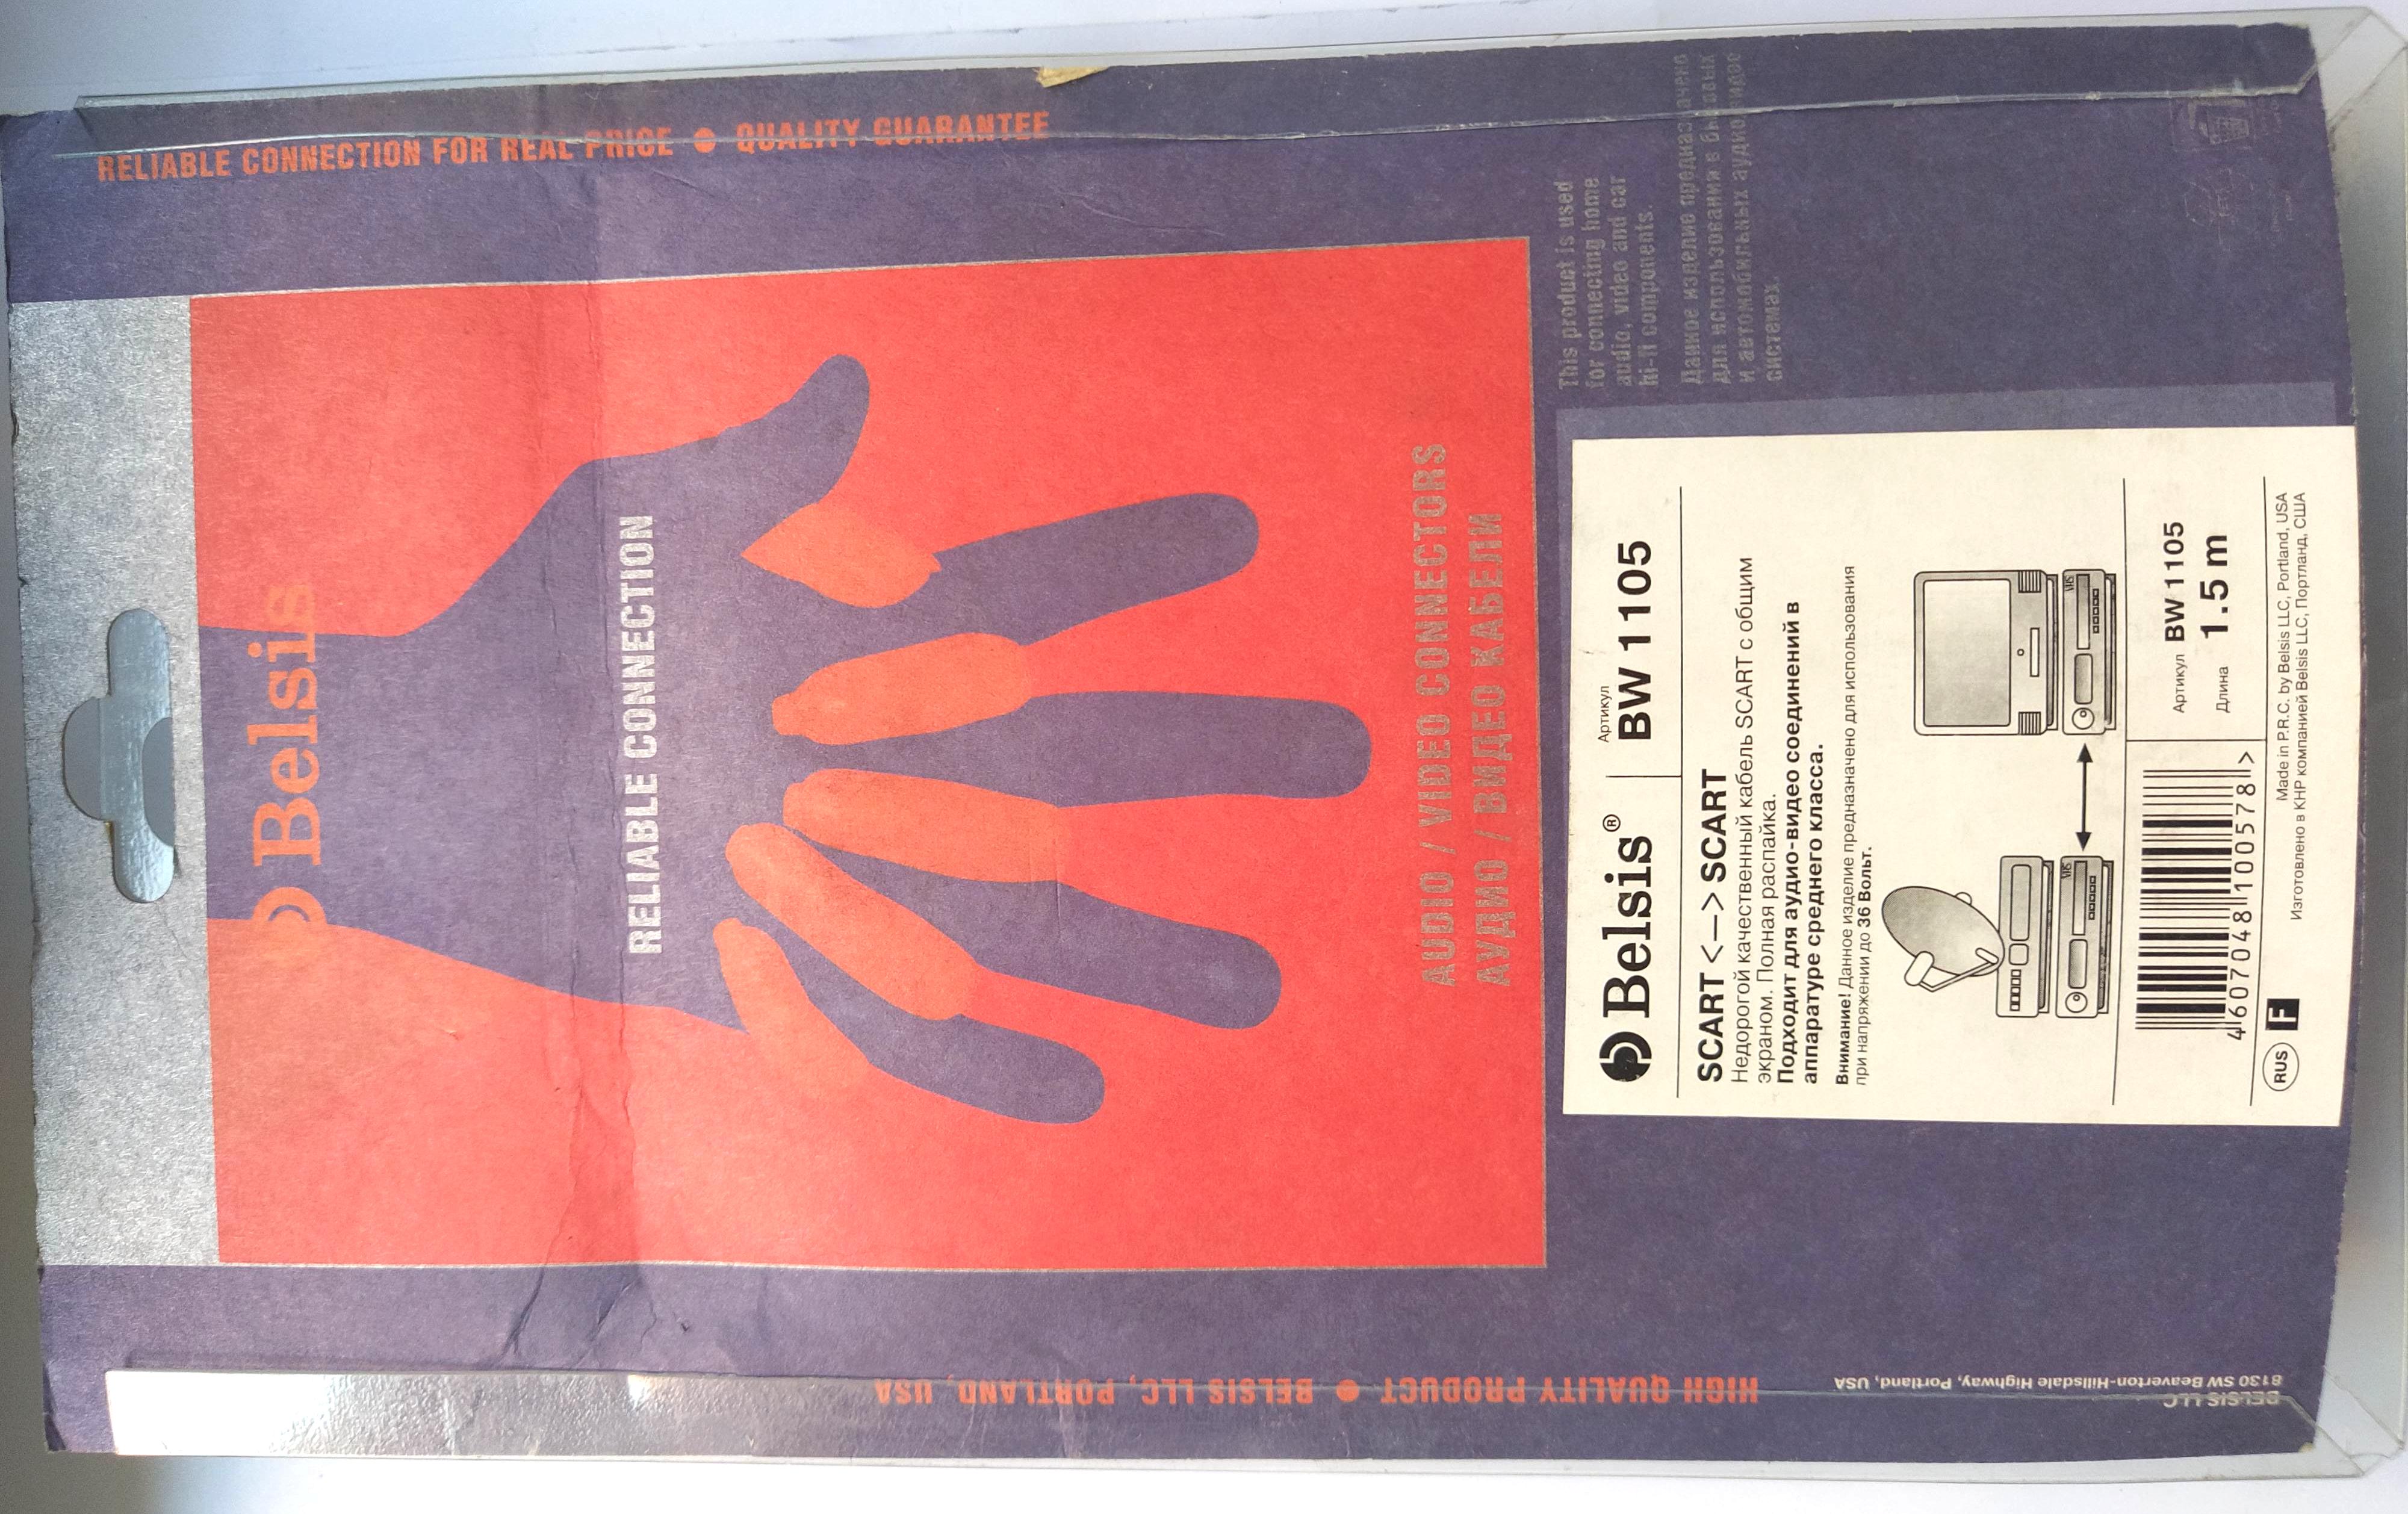 RELIABLE CONNECTION FOR REAL PRICE ● QUALITY GUARANTEE
Belsis
RELIABLE CONNECTION
AUDIO / VIDEO CONNECTORS
АУДИО / ВИДЕО КАБЕЛИ
This product is used
for connecting home
audio, video and car
hi-fi components.
Данное изделие предназначено
для использования в бытовых
и автомобильных аудио/видео
системах.
Belsis®
Артикул
BW 1105
SCART <--> SCART
Недорогой качественный кабель SCART с общим
экраном. Полная распайка.
Подходит для аудио-видео соединений в
аппаратуре среднего класса.
Внимание! Данное изделие предназначено для использования
при напряжении до 36 Вольт.
VHS
VHS
4607048100578>
Артикул BW 1105
Длина 1.5 m
RUS F
Made in P.R.C. by Belsis LLC, Portland, USA
Изготовлено в КНР компанией Belsis LLC, Портланд, США
HIGH QUALITY PRODUCT ● BELSIS LLC, PORTLAND, USA
BELSIS LLC
8130 SW Beaverton-Hillsdale Highway, Portland, USA